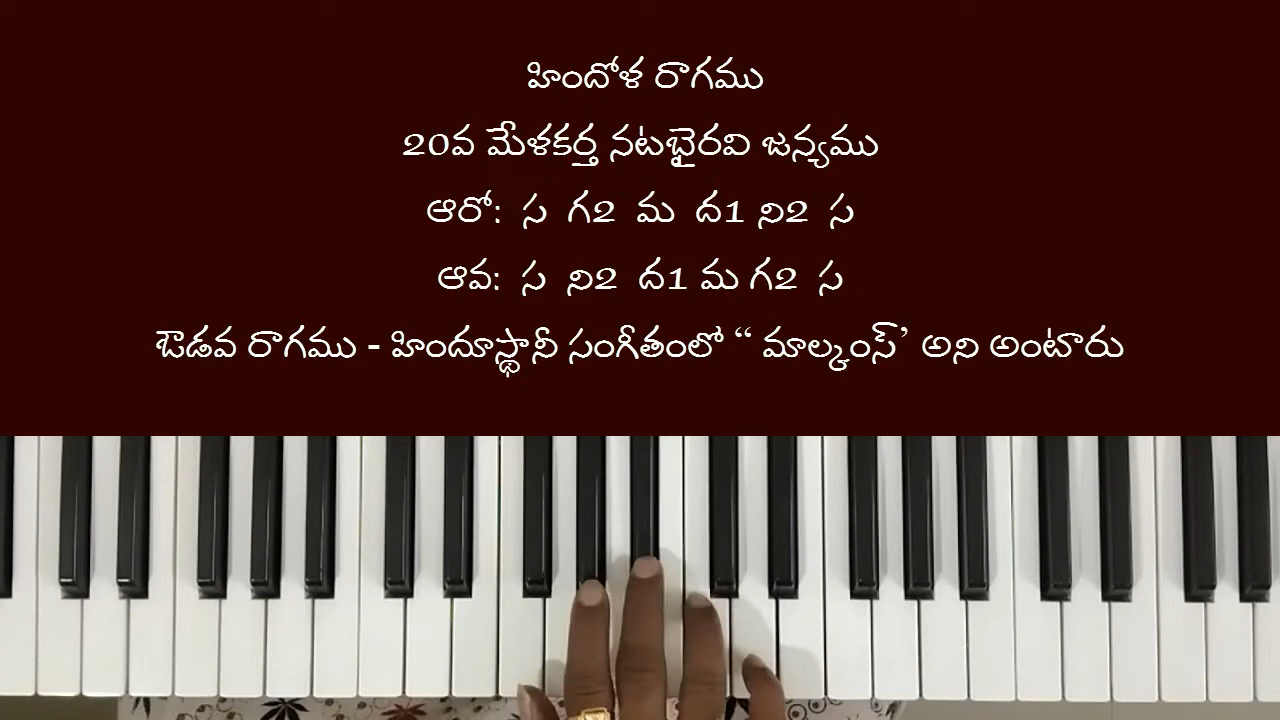 హిందోళ రాగము
20వ మేళకర్త నటభైరవి జన్యము
ఆరో: స గ2 మ ద1 ని2 స
ఆవ: స ని2 ద1 మ గ2 స
ఔడవ రాగము - హిందూస్థానీ సంగీతంలో “ మాల్కంస్’ అని అంటారు